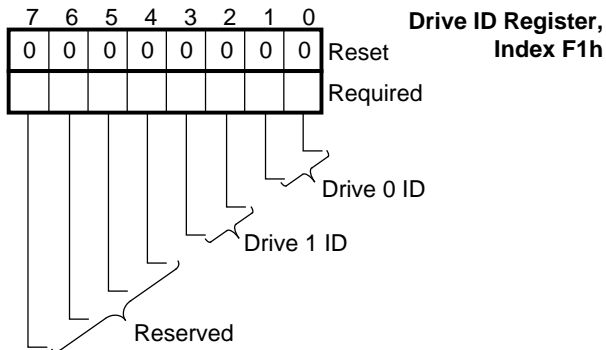 7 6 5 4 3 2 1 0
Drive ID Register,
Index F1h
0 0 0 0 0 0 0 0 Reset
Required
Drive 0 ID
Drive 1 ID
Reserved